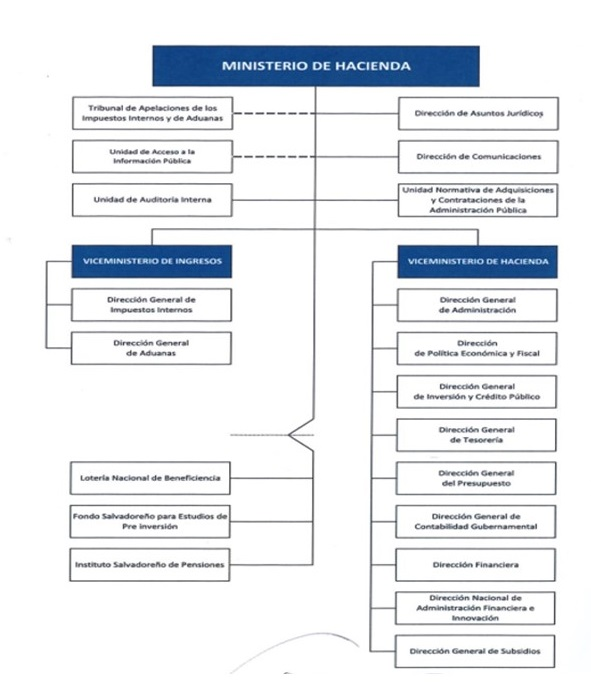 MINISTERIO DE HACIENDA
Tribunal de Apelaciones de los
Impuestos Internos y de Aduanas
Dirección de Asuntos Jurídicos
Unidad de Acceso a la
Información Pública
Dirección de Comunicaciones
Unidad de Auditoría Interna
Unidad Normativa de Adquisiciones
y Contrataciones de la
Administración Pública
VICEMINISTERIO DE INGRESOS
Dirección General de
Impuestos Internos
Dirección General
de Aduanas
VICEMINISTERIO DE HACIENDA
Dirección General
de Administración
Dirección
de Política Económica y Fiscal
Dirección General
de Inversión y Crédito Público
Dirección General
de Tesorería
Dirección General
del Presupuesto
Dirección General de
Contabilidad Gubernamental
Dirección Financiera
Dirección Nacional de
Administración Financiera e
Innovación
Dirección General de Subsidios
Lotería Nacional de Beneficiencia
Fondo Salvadoreño para Estudios de
Pre inversión
Instituto Salvadoreño de Pensiones